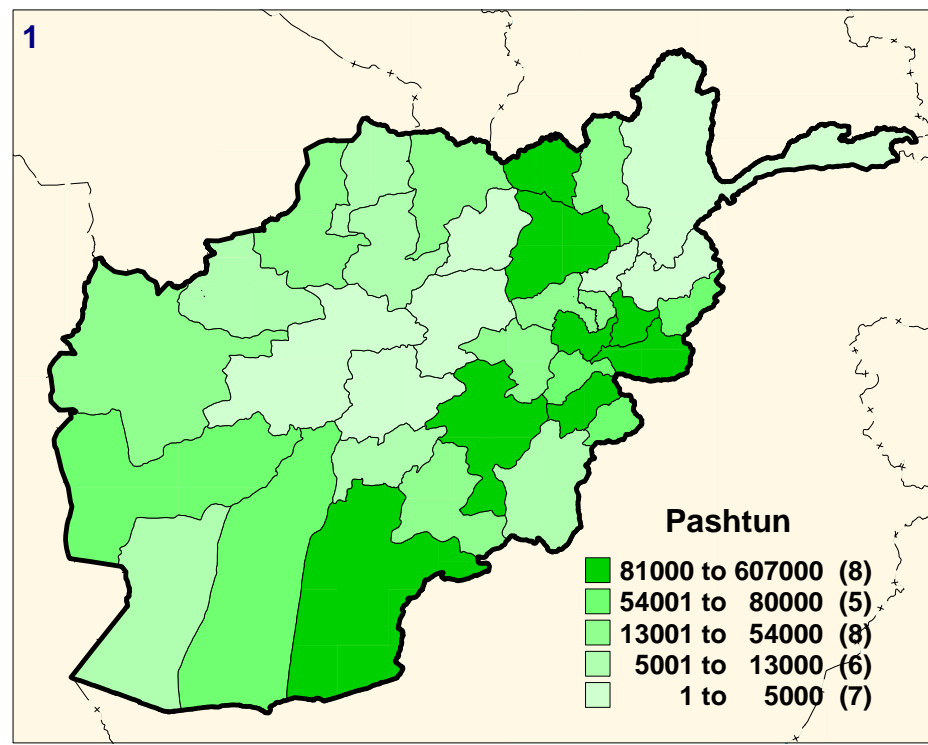 1
Pashtun
81000 to 607000 (8)
54001 to 80000 (5)
13001 to 54000 (8)
5001 to 13000 (6)
1 to 5000 (7)